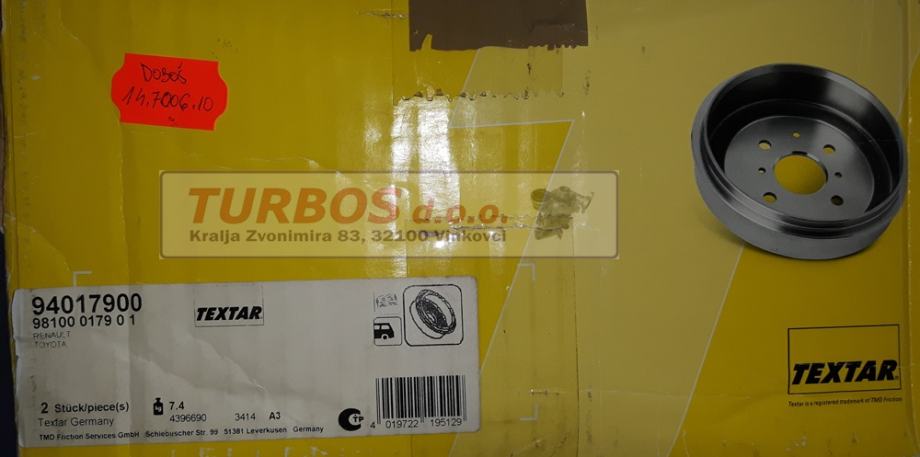 DOBOŠ
14.7006.10
TURBOS d.o.o.
Kralja Zvonimira 83, 32100 Vinkovci
94017900
98100 0179 0 1
RENAULT
TOYOTA
TEXTAR
2 Stück/piece(s)
7.4
Textar Germany
4396690 3414 A3
TMD Friction Services GmbH Schlebuscher Str. 99 51381 Leverkusen Germany
TP
4 019722 195129
TEXTAR
Textar is a registered trademark of TMD Friction.